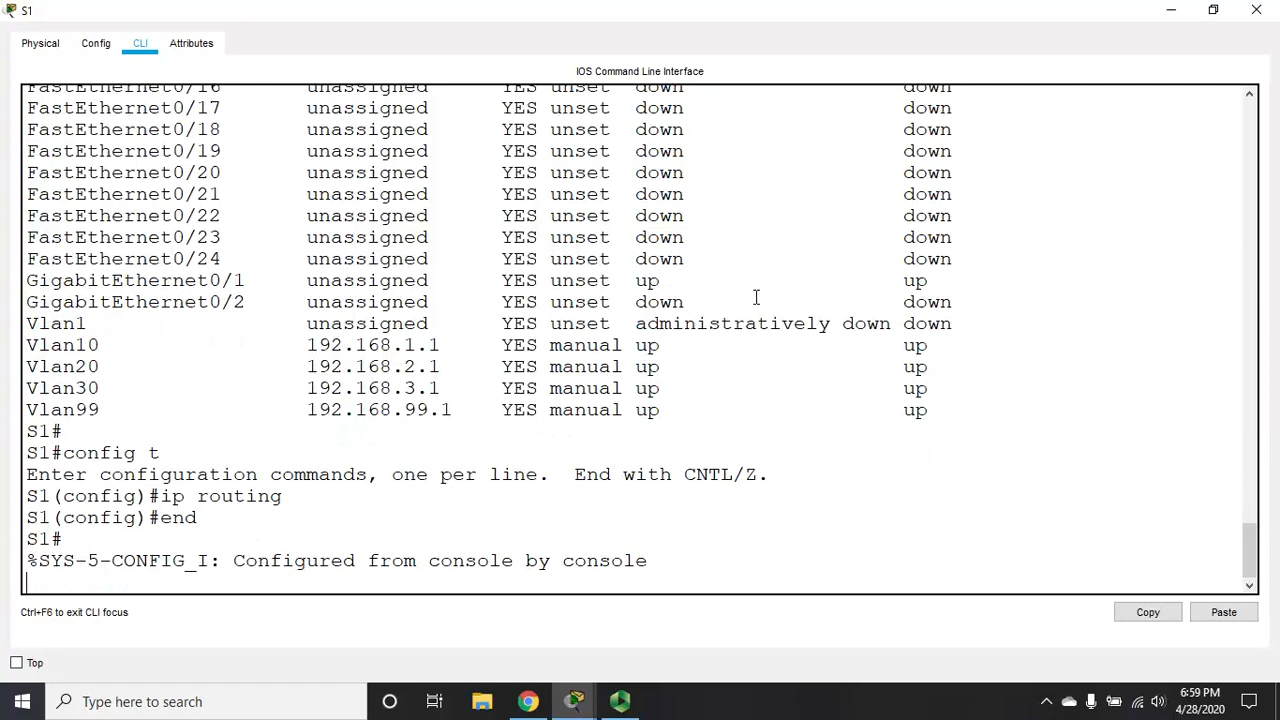 S1
Physical Config CLI Attributes
IOS Command Line Interface
FastEthernet0/16 unassigned YES unset down down
FastEthernet0/17 unassigned YES unset down down
FastEthernet0/18 unassigned YES unset down down
FastEthernet0/19 unassigned YES unset down down
FastEthernet0/20 unassigned YES unset down down
FastEthernet0/21 unassigned YES unset down down
FastEthernet0/22 unassigned YES unset down down
FastEthernet0/23 unassigned YES unset down down
FastEthernet0/24 unassigned YES unset down down
GigabitEthernet0/1 unassigned YES unset up up
GigabitEthernet0/2 unassigned YES unset down down
Vlan1 unassigned YES unset administratively down down
Vlan10 192.168.1.1 YES manual up up
Vlan20 192.168.2.1 YES manual up up
Vlan30 192.168.3.1 YES manual up up
Vlan99 192.168.99.1 YES manual up up
S1#
S1#config t
Enter configuration commands, one per line. End with CNTL/Z.
S1(config)#ip routing
S1(config)#end
S1#
%SYS-5-CONFIG_I: Configured from console by console
Ctrl+F6 to exit CLI focus
Copy Paste
Top
Type here to search
6:59 PM
4/28/2020